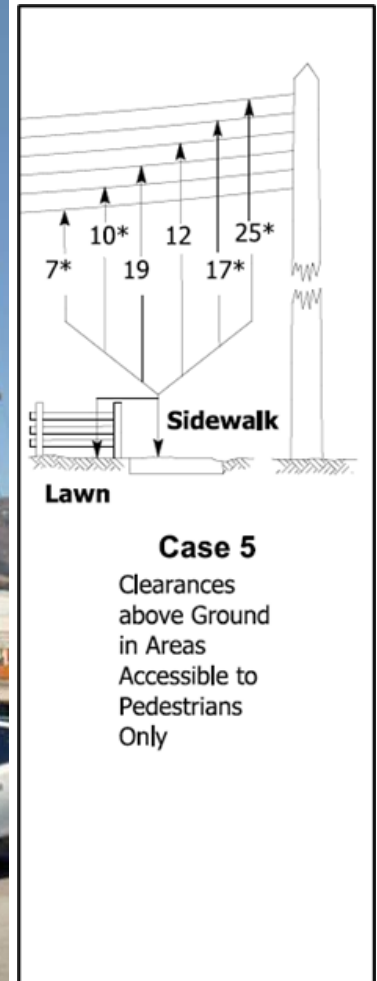 25*
17*
12
10*
19
7*
Sidewalk
Lawn
Case 5
Clearances
above Ground
in Areas
Accessible to
Pedestrians
Only